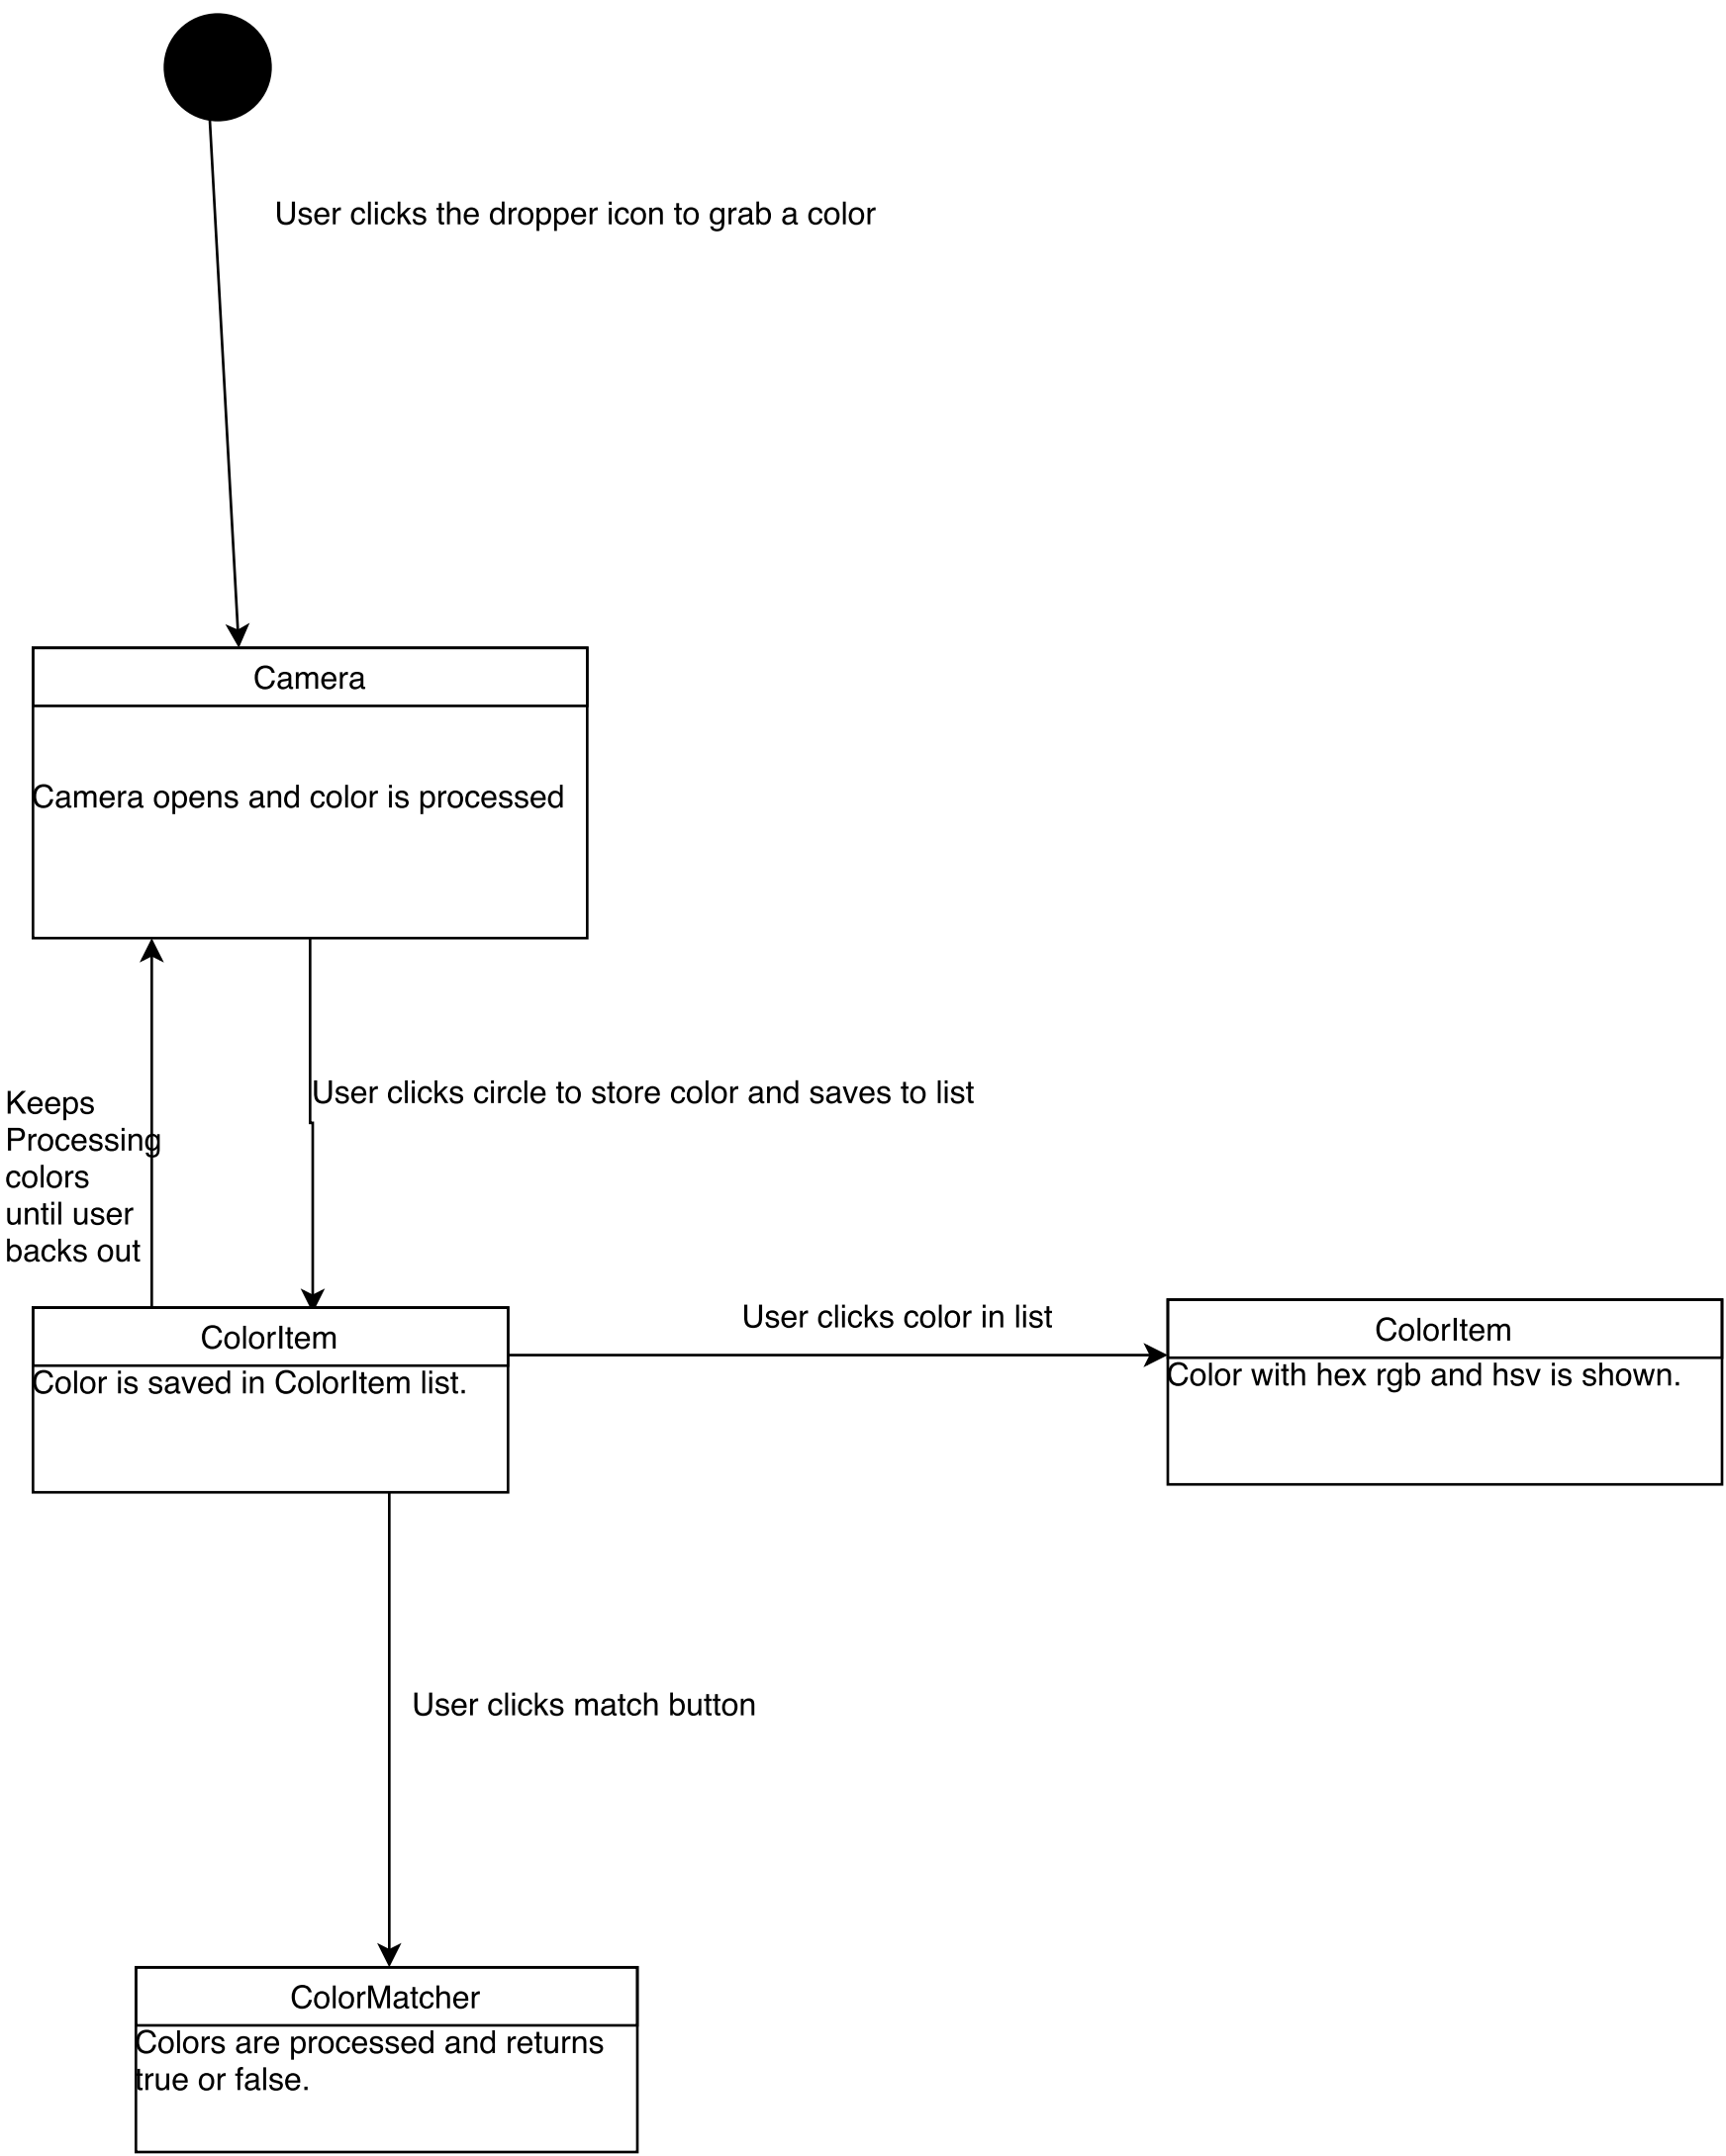 User clicks the dropper icon to grab a color
Camera
Camera opens and color is processed
User clicks circle to store color and saves to list
Keeps
Processing
colors
until user
backs out
ColorItem
Color is saved in ColorItem list.
User clicks color in list
ColorItem
Color with hex rgb and hsv is shown.
User clicks match button
ColorMatcher
Colors are processed and returns
true or false.